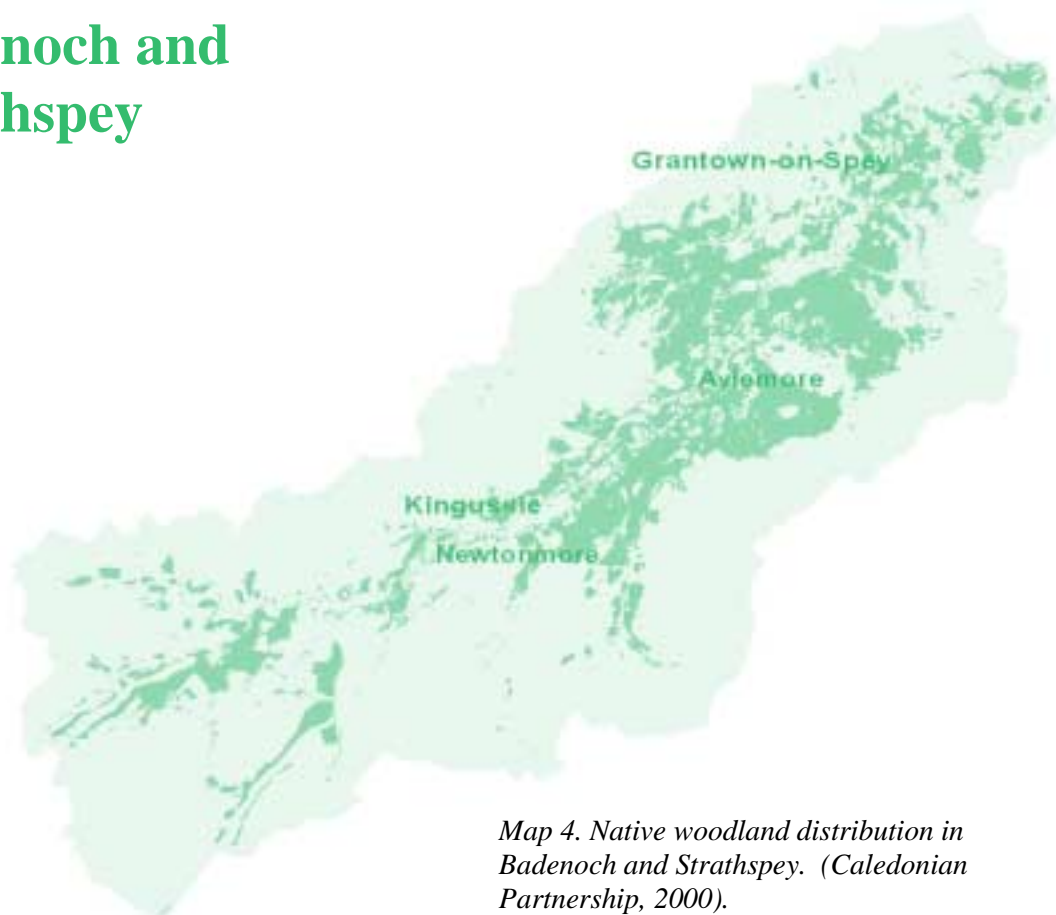 noch and
hspey
Grantown-on-Spey
Aviemore
Kingussie
Newtonmore
Map 4. Native woodland distribution in
Badenoch and Strathspey. (Caledonian
Partnership, 2000).